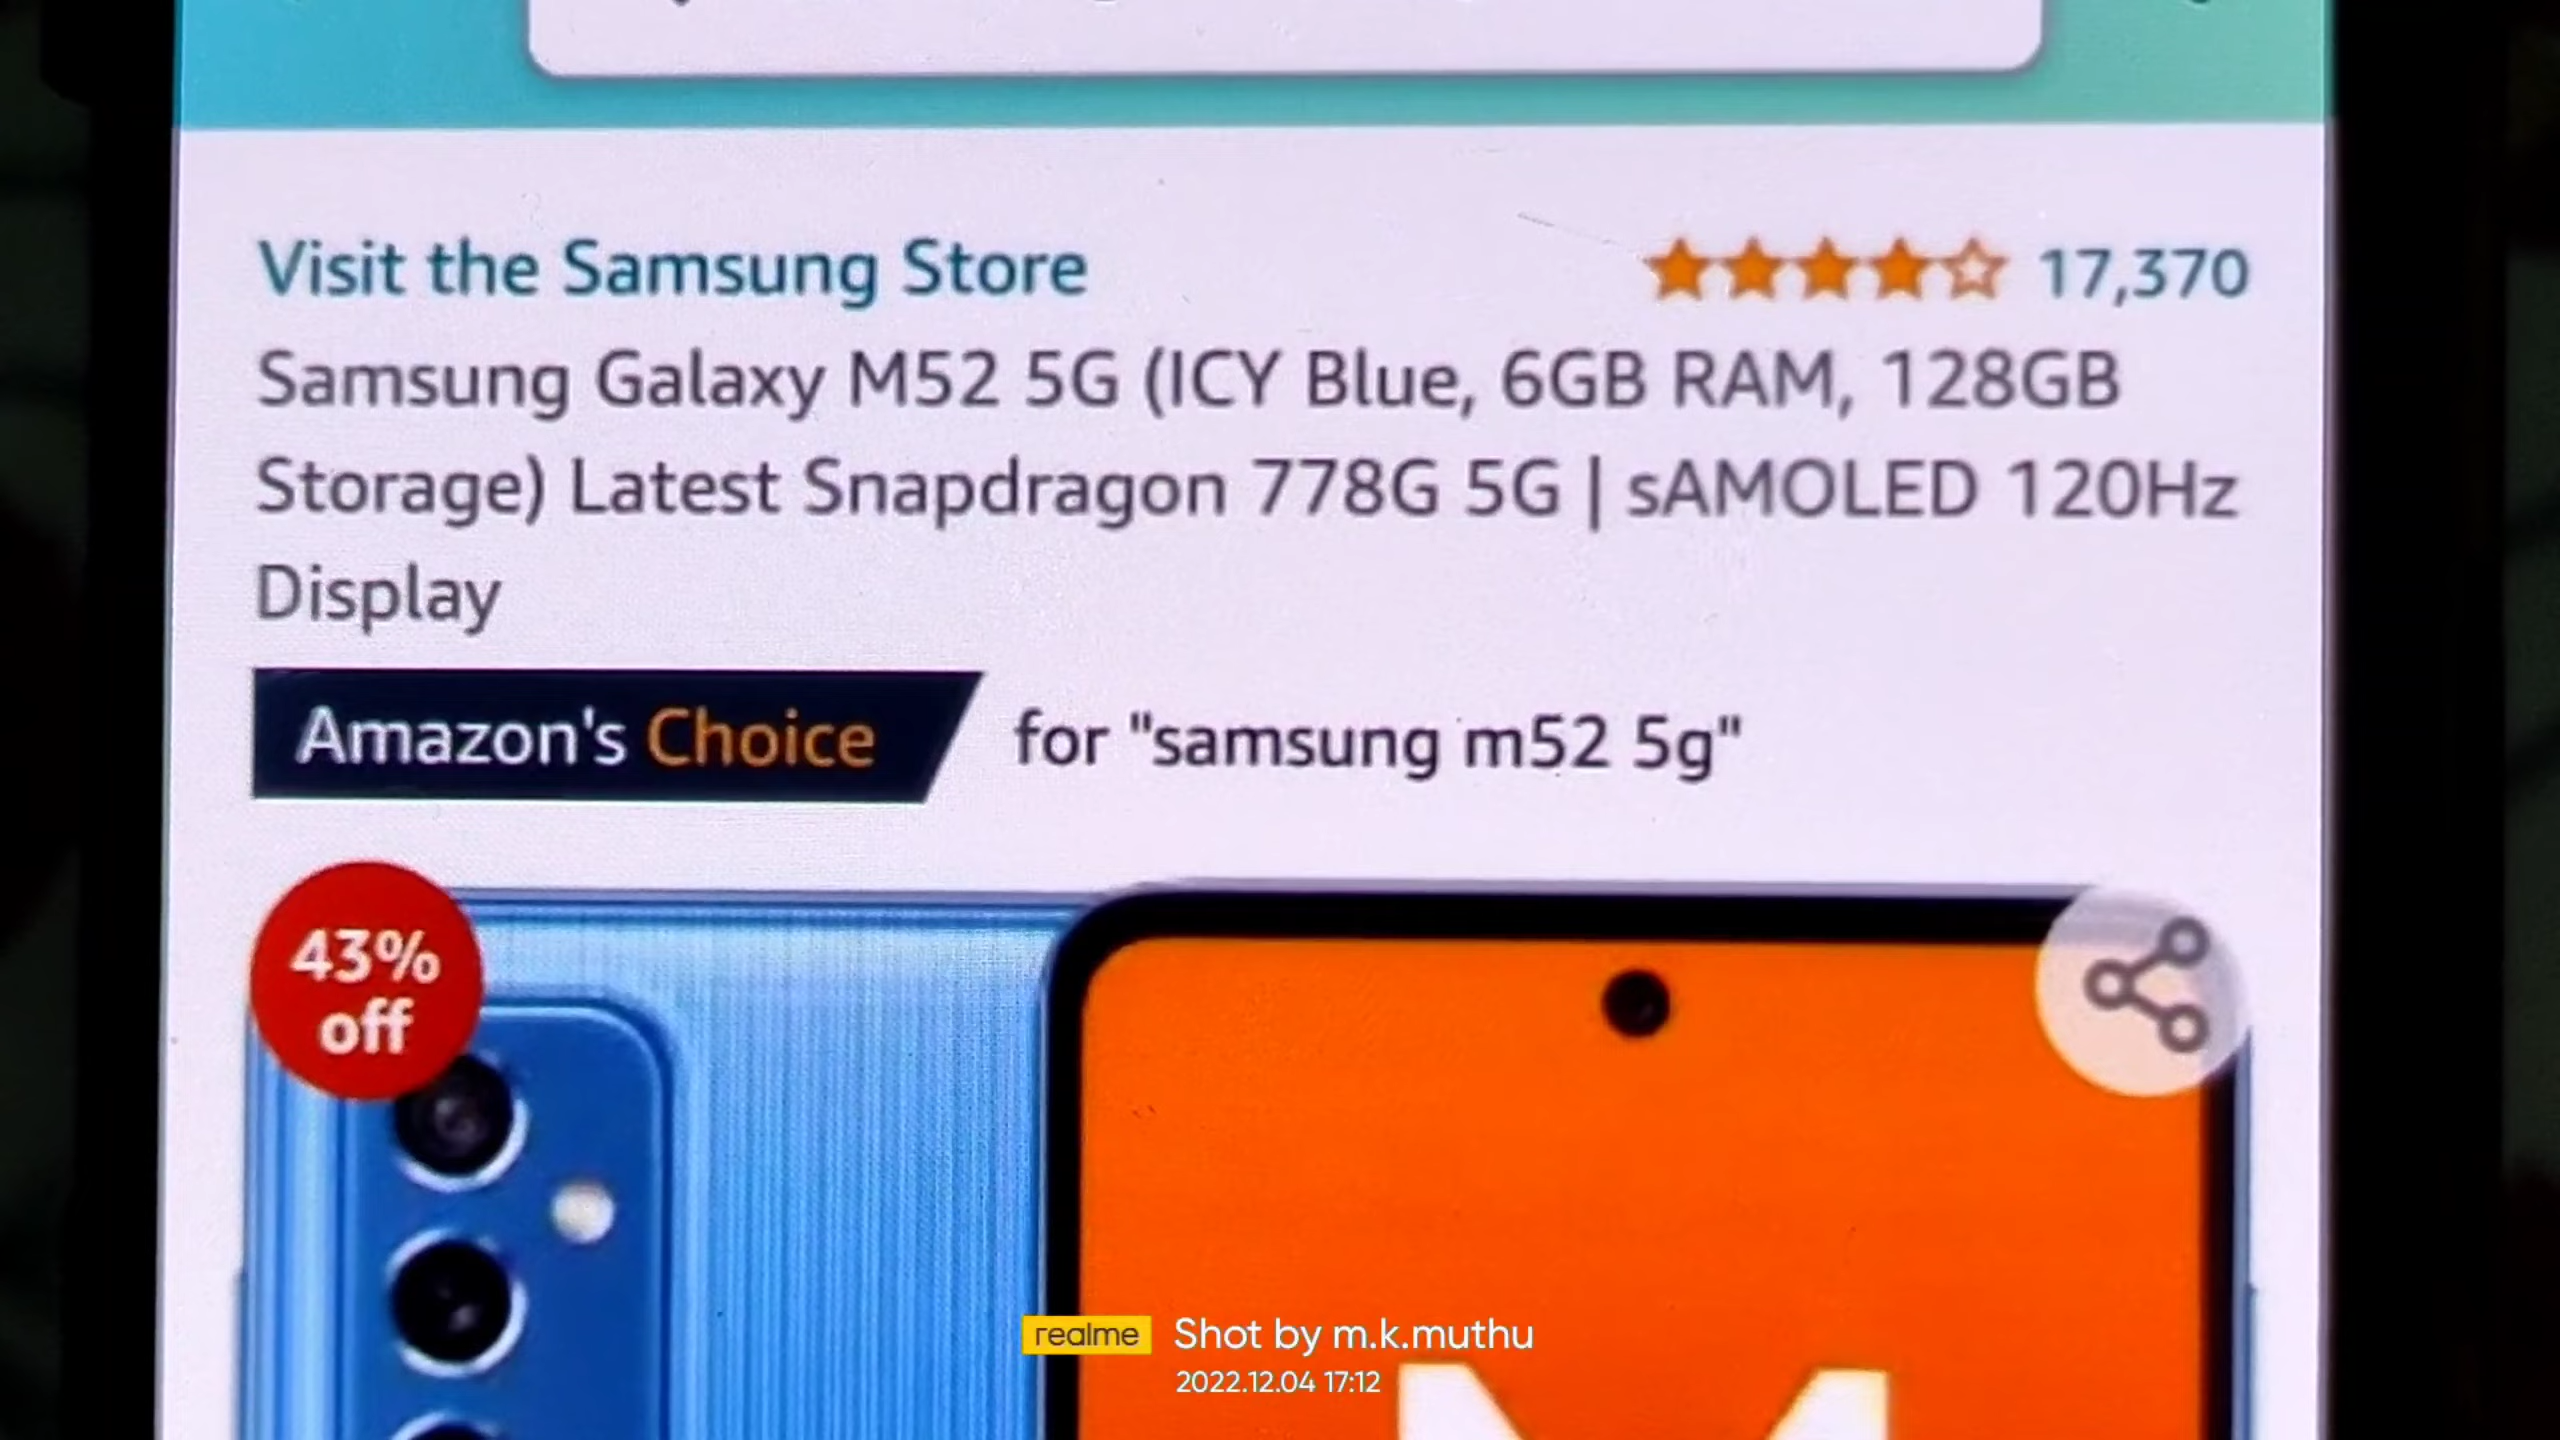 Visit the Samsung Store 17,370
Samsung Galaxy M52 5G (ICY Blue, 6GB RAM, 128GB
Storage) Latest Snapdragon 778G 5G | sAMOLED 120Hz
Display
Amazon's Choice for "samsung m52 5g"
43%
off
realme Shot by m.k.muthu
2022.12.04 17:12